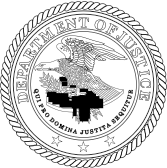 DEPARTMENT OF JUSTICE
QUI PRO DOMINA JUSTITIA SEQUITUR